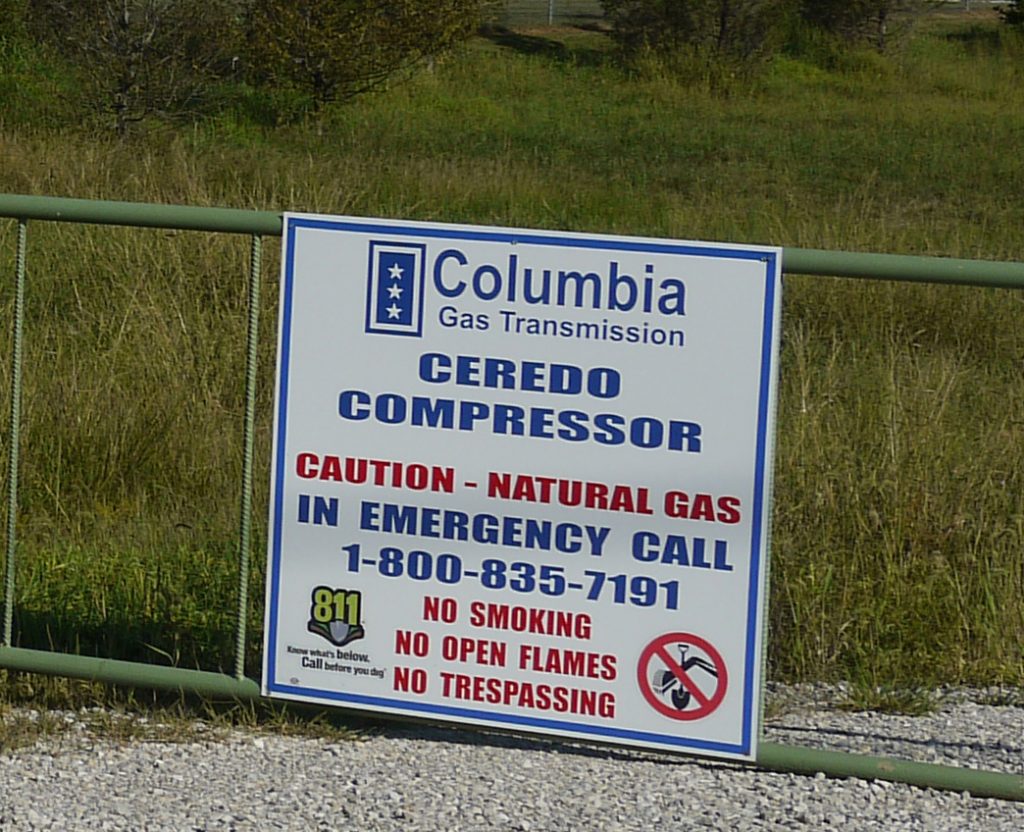 Columbia
Gas Transmission
CEREDO
COMPRESSOR
CAUTION - NATURAL GAS
IN EMERGENCY CALL
1-800-835-7191
811
Know what's below.
Call before you dig
NO SMOKING
NO OPEN FLAMES
NO TRESPASSING